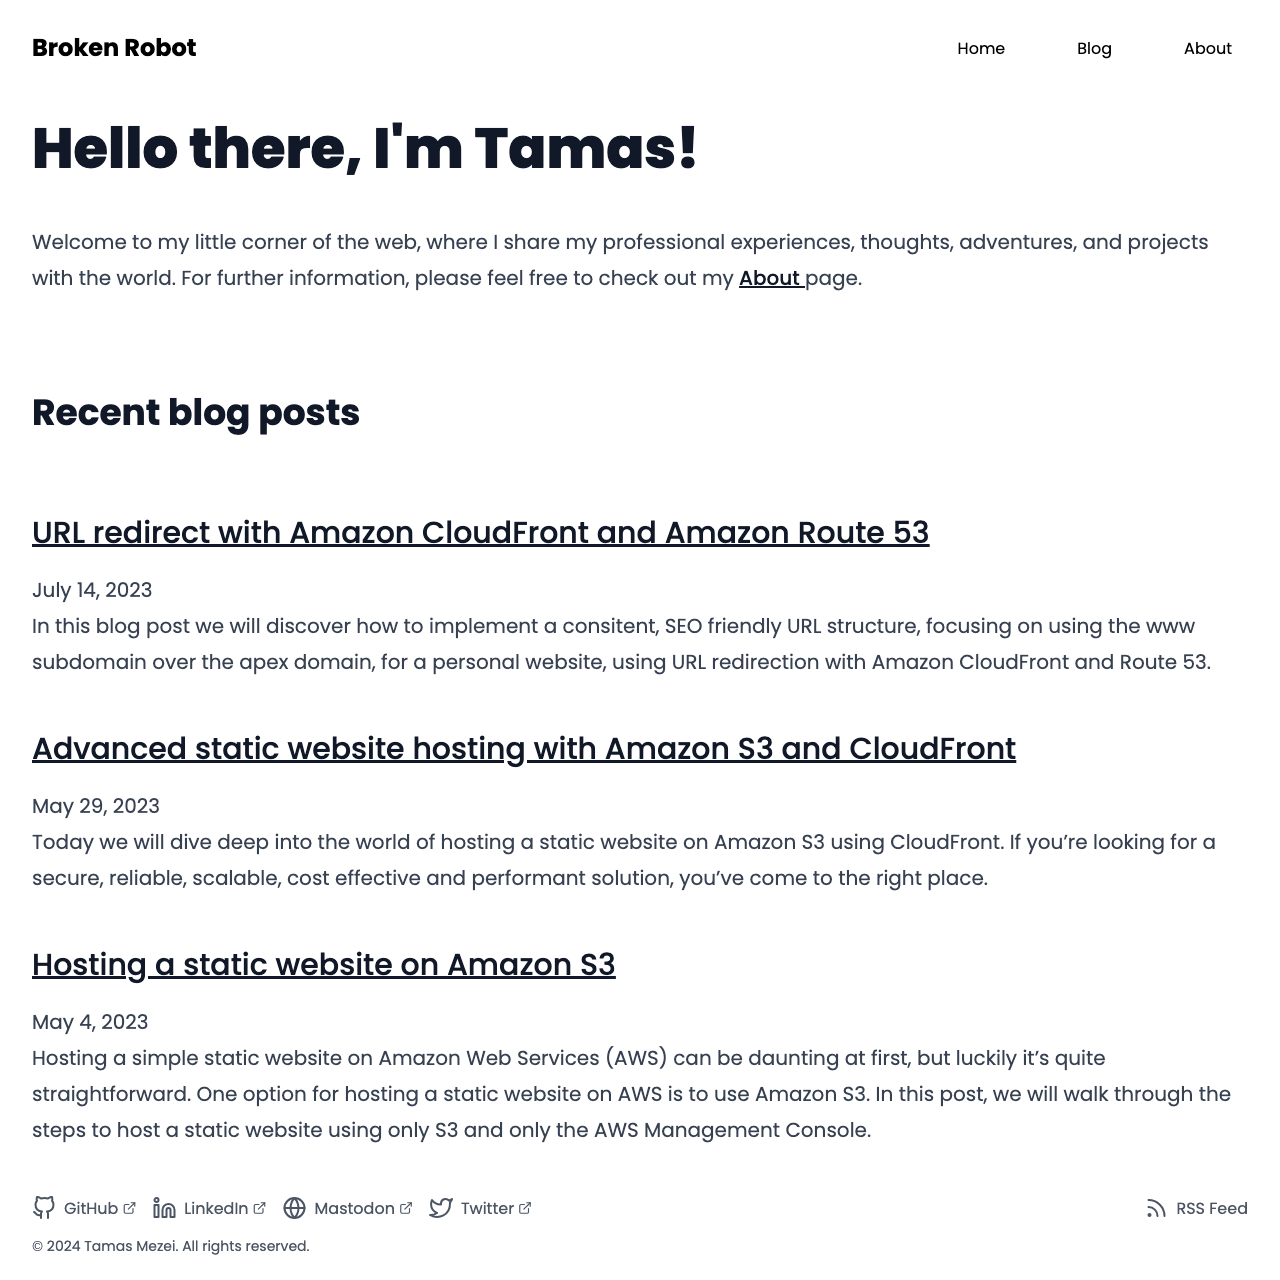 Broken Robot
Home Blog About
Hello there, I'm Tamas!
Welcome to my little corner of the web, where I share my professional experiences, thoughts, adventures, and projects
with the world. For further information, please feel free to check out my About page.
Recent blog posts
URL redirect with Amazon CloudFront and Amazon Route 53
July 14, 2023
In this blog post we will discover how to implement a consitent, SEO friendly URL structure, focusing on using the www
subdomain over the apex domain, for a personal website, using URL redirection with Amazon CloudFront and Route 53.
Advanced static website hosting with Amazon S3 and CloudFront
May 29, 2023
Today we will dive deep into the world of hosting a static website on Amazon S3 using CloudFront. If you’re looking for a
secure, reliable, scalable, cost effective and performant solution, you’ve come to the right place.
Hosting a static website on Amazon S3
May 4, 2023
Hosting a simple static website on Amazon Web Services (AWS) can be daunting at first, but luckily it’s quite
straightforward. One option for hosting a static website on AWS is to use Amazon S3. In this post, we will walk through the
steps to host a static website using only S3 and only the AWS Management Console.
GitHub LinkedIn Mastodon Twitter RSS Feed
© 2024 Tamas Mezei. All rights reserved.